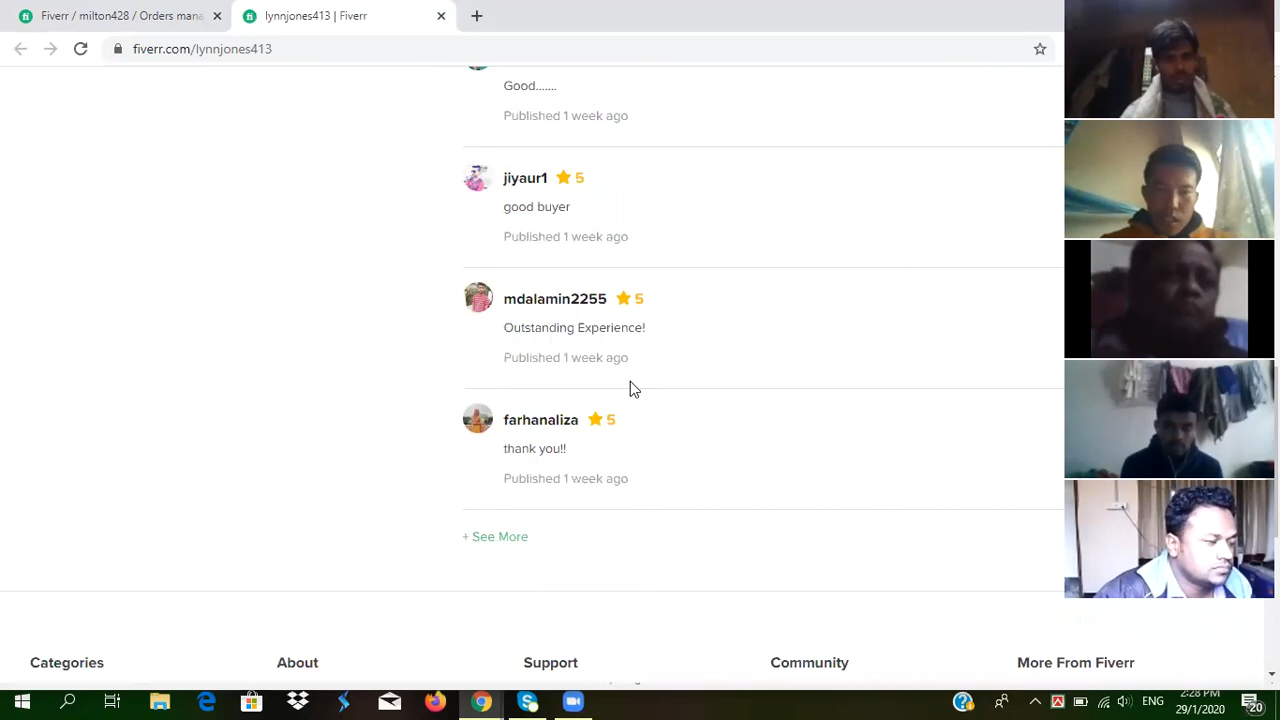 Fiverr / milton428 / Orders mana
lynnjones413 | Fiverr
fiverr.com/lynnjones413
Good.......
Published 1 week ago
jiyaur1 5
good buyer
Published 1 week ago
mdalamin2255 5
Outstanding Experience!
Published 1 week ago
farhanaliza 5
thank you!!
Published 1 week ago
+ See More
Categories
About
Support
Community
More From Fiverr
ENG
2:28 PM
29/1/2020
20